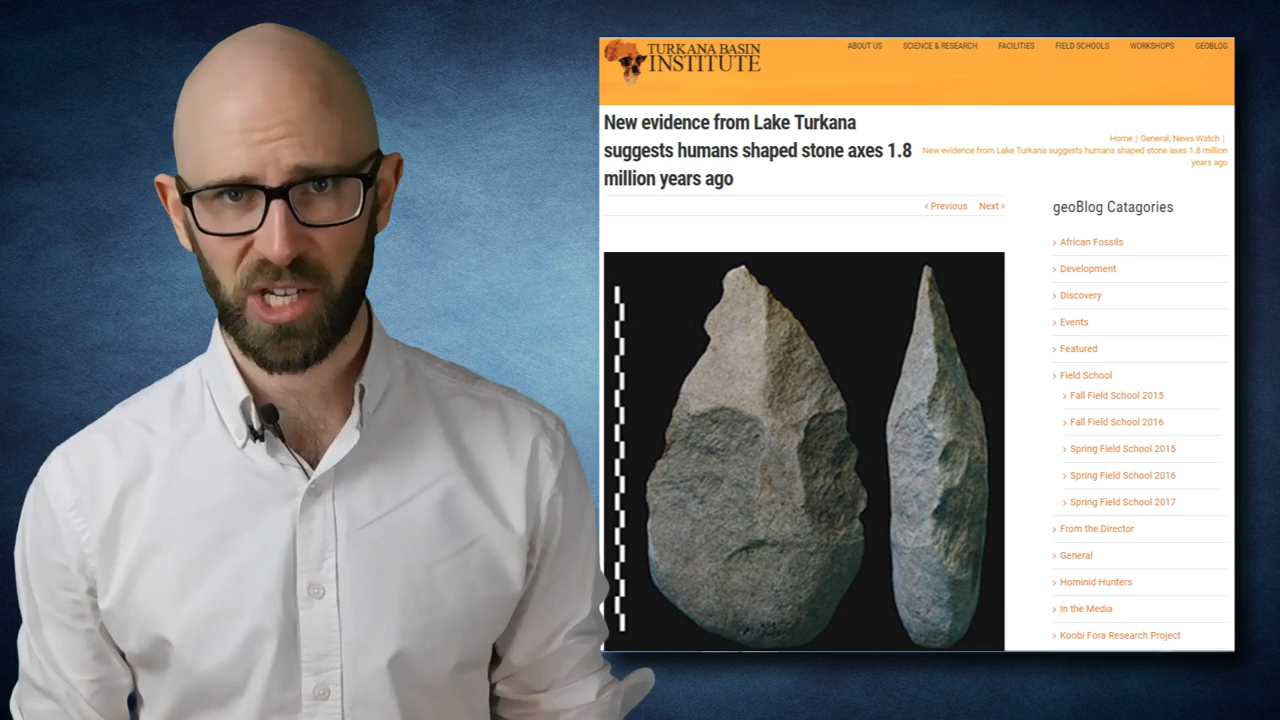 TURKANA BASIN
INSTITUTE
ABOUT US
SCIENCE & RESEARCH
FACILITIES
FIELD SCHOOLS
WORKSHOPS
GEOBLOG
New evidence from Lake Turkana
suggests humans shaped stone axes 1.8
million years ago
Home | General, News Watch |
New evidence from Lake Turkana suggests humans shaped stone axes 1.8 million
years ago
‹ Previous Next ›
geoBlog Catagories
› African Fossils
› Development
› Discovery
› Events
› Featured
› Field School
› Fall Field School 2015
› Fall Field School 2016
› Spring Field School 2015
› Spring Field School 2016
› Spring Field School 2017
› From the Director
› General
› Hominid Hunters
› In the Media
› Koobi Fora Research Project